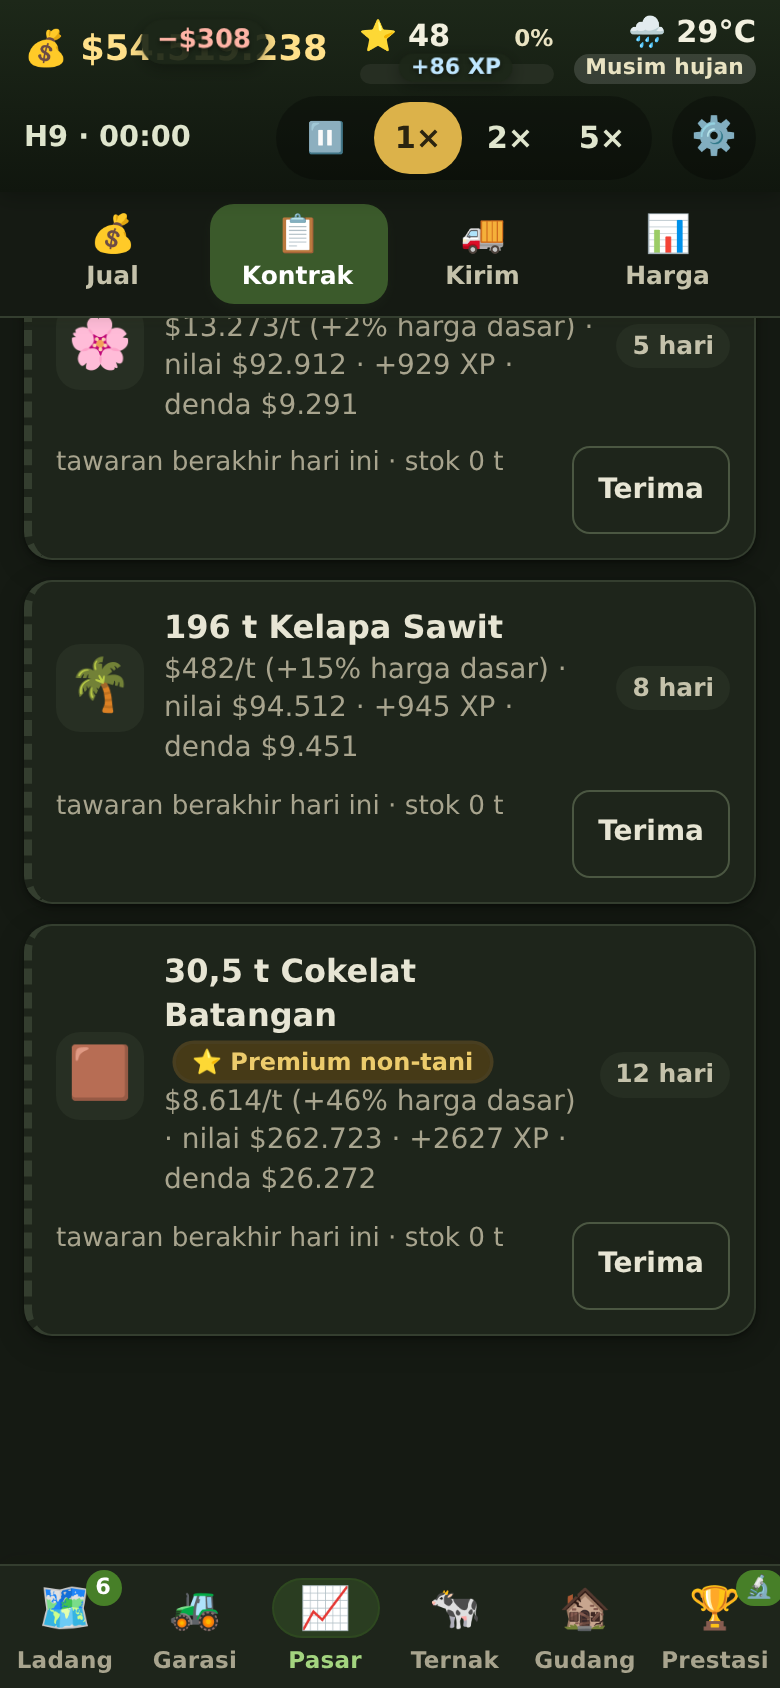 −$308
48
0%
29°C
+86 XP
Musim hujan
H9 · 00:00
1×
2×
5×
Jual
Kontrak
Kirim
Harga
$13.273/t (+2% harga dasar) ·
nilai $92.912 · +929 XP ·
denda $9.291
5 hari
tawaran berakhir hari ini · stok 0 t
Terima
196 t Kelapa Sawit
$482/t (+15% harga dasar) ·
nilai $94.512 · +945 XP ·
denda $9.451
8 hari
tawaran berakhir hari ini · stok 0 t
Terima
30,5 t Cokelat
Batangan
Premium non-tani
$8.614/t (+46% harga dasar)
· nilai $262.723 · +2627 XP ·
denda $26.272
12 hari
tawaran berakhir hari ini · stok 0 t
Terima
6
Ladang
Garasi
Pasar
Ternak
Gudang
Prestasi